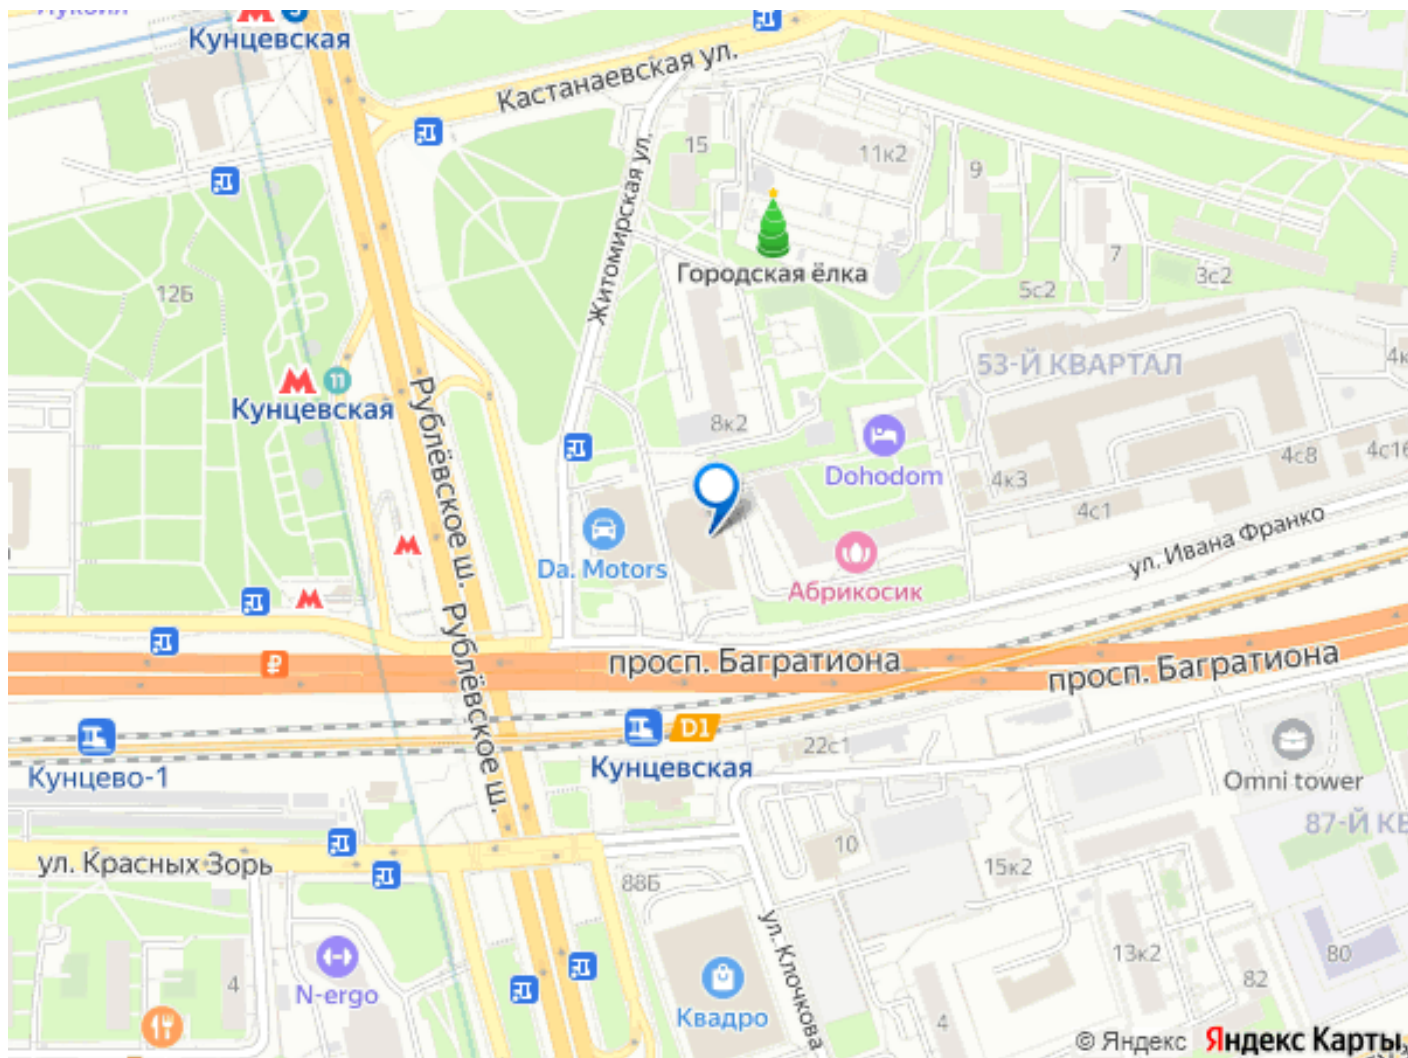 Кунцевская
Кастанаевская ул.
15
11к2
9
Житомирская ул.
7
Городская ёлка
3с2
5с2
12Б
53-Й КВАРТАЛ
4к
11
Кунцевская
Рублёвское ш.
8к2
Dohodom
4к3
4с8
4с16
4с1
ул. Ивана Франко
Da. Motors
Абрикосик
Рублёвское ш.
просп. Багратиона
просп. Багратиона
D1
Кунцевская
22с1
Кунцево-1
Omni tower
87-Й КВ
ул. Красных Зорь
10
15к2
88Б
ул. Клочкова
13к2
80
82
4
N-ergo
Квадро
4
© Яндекс Яндекс Карты